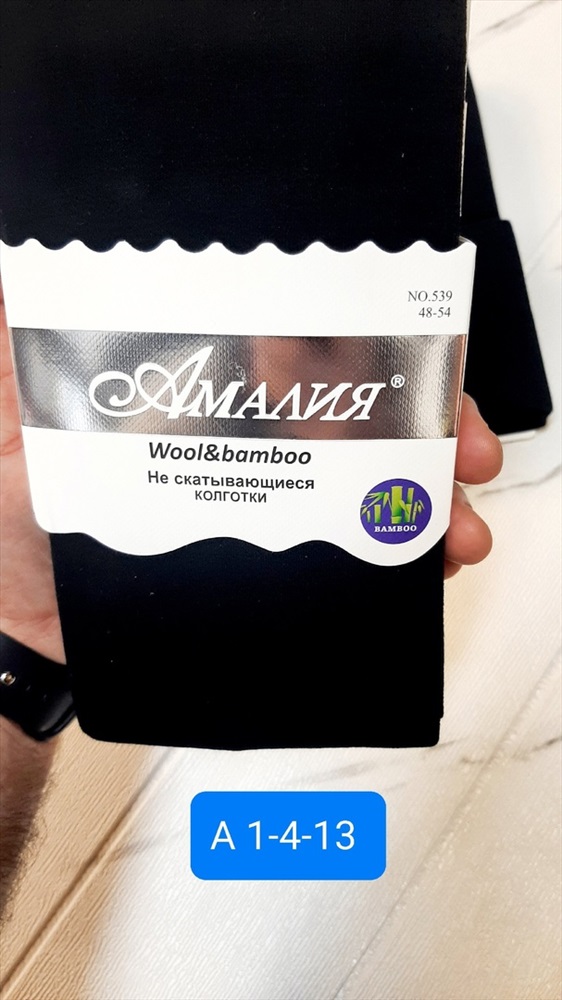 NO.539
48-54
Амалия®
Wool&bamboo
Не скатывающиеся
колготки
BAMBOO
А 1-4-13